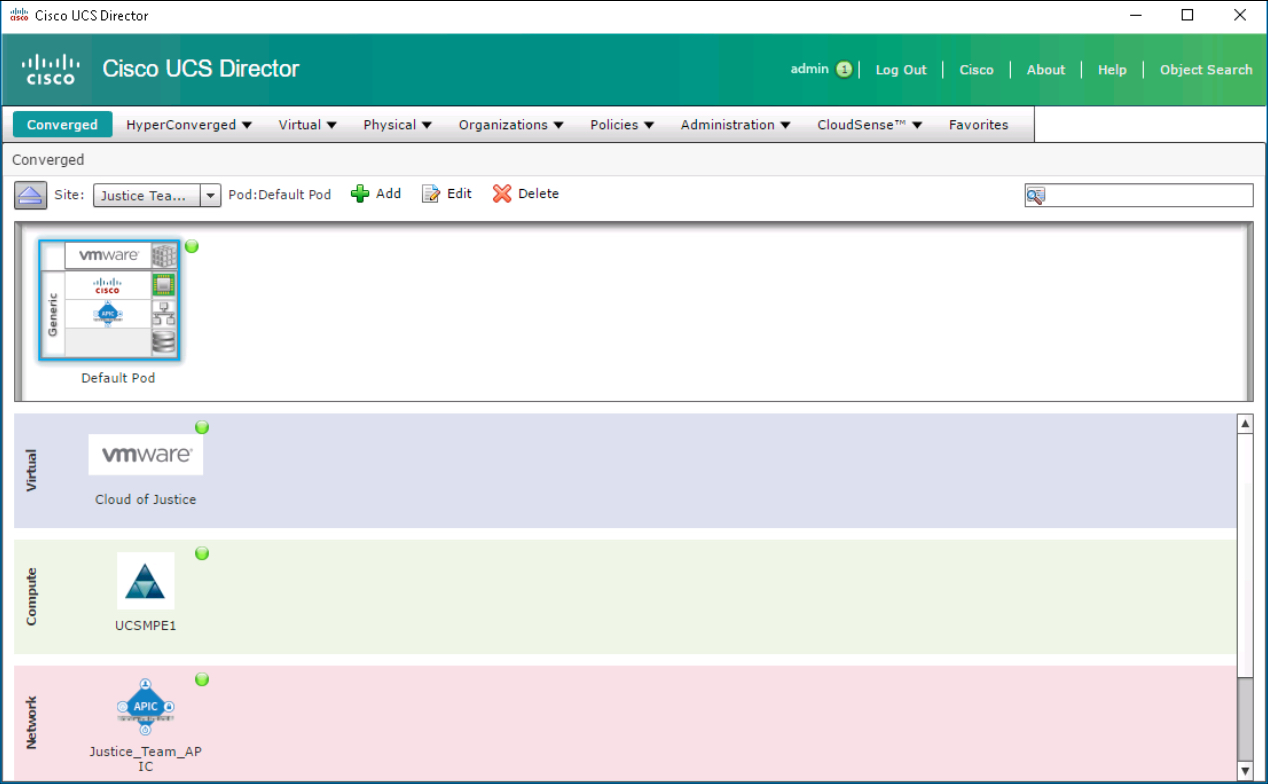 Cisco UCS Director
CISCO Cisco UCS Director admin 1 Log Out Cisco About Help Object Search
Converged HyperConverged Virtual Physical Organizations Policies Administration CloudSense™ Favorites
Converged
Site: Justice Tea... Pod:Default Pod Add Edit Delete
vmware
CISCO
APIC
Generic
Default Pod
Virtual
vmware
Cloud of Justice
Compute
UCSMPE1
Network
APIC
Justice_Team_AP
IC